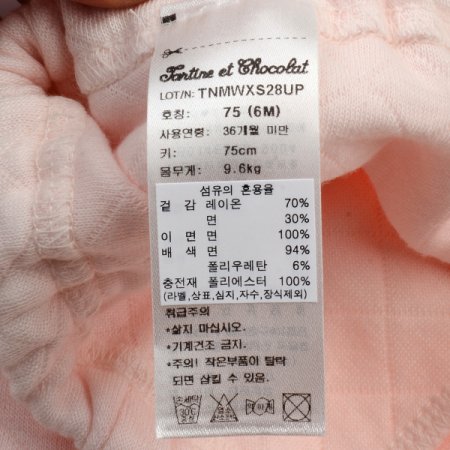 Tartine et Chocolat
LOT/N: TNMWXS28UP
호칭: 75 (6M)
사용연령: 36개월 미만
키: 75cm
몸무게: 9.6kg
섬유의 혼용율
겉 감 레이온 70%
면 30%
이 면 면 100%
배 색 면 94%
폴리우레탄 6%
충전재 폴리에스터 100%
(라벨,상표,심지,자수,장식제외)
취급주의
*삶지 마십시오.
*기계건조 금지.
*주의! 작은부품이 탈락
되면 삼킬 수 있음.